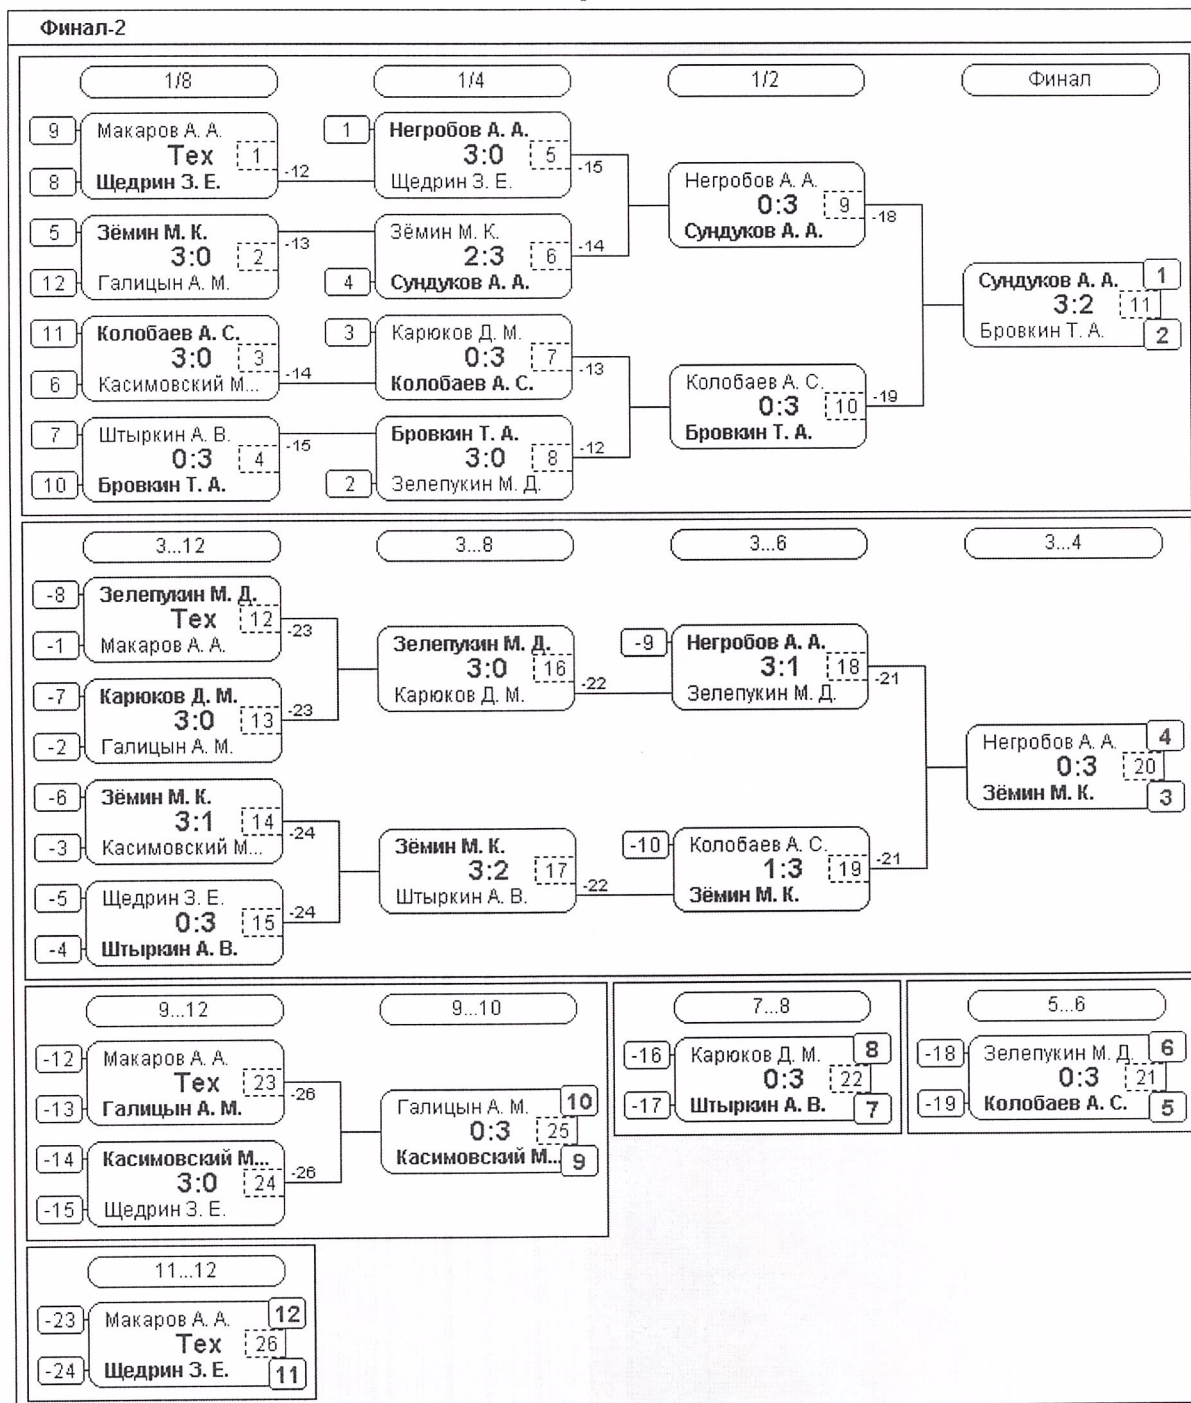 Финал-2
1/8
1/4
1/2
Финал
9
Макаров А. А.
Тех
1
8
Щедрин З. Е.
-12
5
Зёмин М. К.
-13
3:0
2
12
Галицын А. М.
11
Колобаев А. С.
3:0
3
6
Касимовский М...
-14
7
Штыркин А. В.
-15
0:3
4
10
Бровкин Т. А.
1
Негробов А. А.
3:0
5
-15
Щедрин З. Е.
Зёмин М. К.
2:3
6
-14
4
Сундуков А. А.
3
Карюков Д. М.
0:3
7
-13
Колобаев А. С.
Бровкин Т. А.
3:0
8
-12
2
Зелепукин М. Д.
Негробов А. А.
0:3
9
-18
Сундуков А. А.
Колобаев А. С.
0:3
10
-19
Бровкин Т. А.
Сундуков А. А.
1
3:2
11
Бровкин Т. А.
2
3...12
3...8
3...6
3...4
-8
Зелепукин М. Д.
Тех
12
-23
-1
Макаров А. А.
-7
Карюков Д. М.
3:0
13
-23
-2
Галицын А. М.
-6
Зёмин М. К.
3:1
14
-24
-3
Касимовский М...
-5
Щедрин З. Е.
0:3
15
-24
-4
Штыркин А. В.
Зелепукин М. Д.
3:0
16
-22
Карюков Д. М.
Зёмин М. К.
3:2
17
-22
Штыркин А. В.
-9
Негробов А. А.
3:1
18
-21
Зелепукин М. Д.
-10
Колобаев А. С.
1:3
19
-21
Зёмин М. К.
Негробов А. А.
4
0:3
20
Зёмин М. К.
3
9...12
9...10
-12
Макаров А. А.
Тех
23
-26
-13
Галицын А. М.
-14
Касимовский М...
3:0
24
-26
-15
Щедрин З. Е.
Галицын А. М.
10
0:3
25
Касимовский М...
9
7...8
-16
Карюков Д. М.
8
0:3
22
-17
Штыркин А. В.
7
5...6
-18
Зелепукин М. Д.
6
0:3
21
-19
Колобаев А. С.
5
11...12
-23
Макаров А. А.
12
Тех
26
-24
Щедрин З. Е.
11